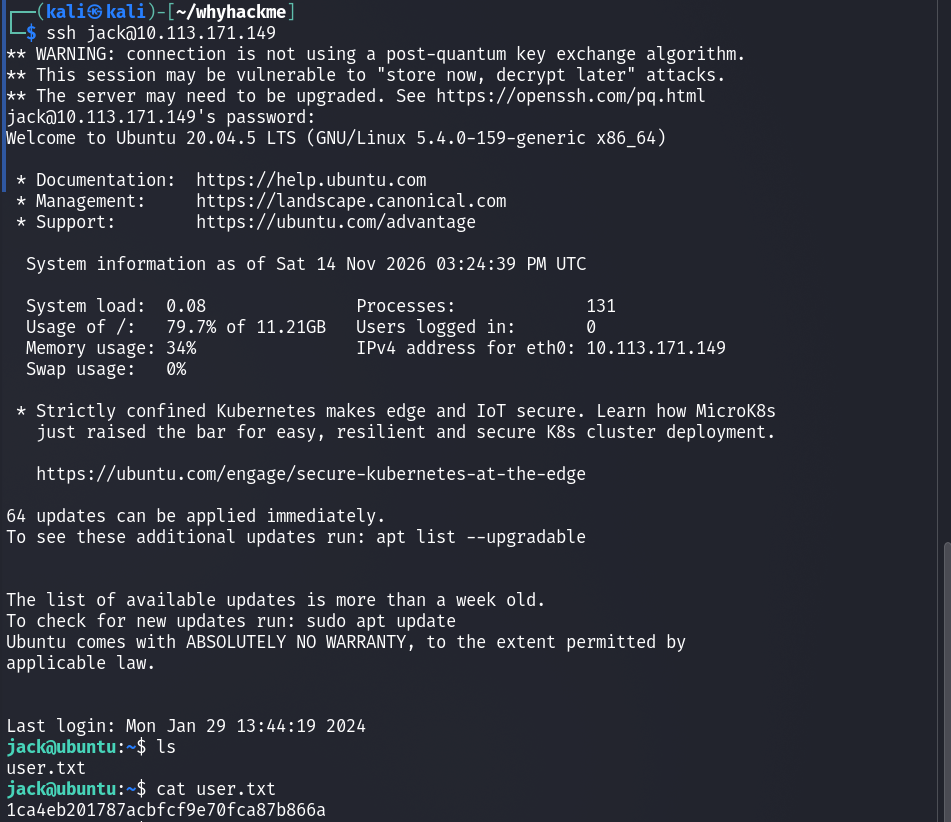 ┌──(kali㉿kali)-[~/whyhackme]
└─$ ssh jack@10.113.171.149
** WARNING: connection is not using a post-quantum key exchange algorithm.
** This session may be vulnerable to "store now, decrypt later" attacks.
** The server may need to be upgraded. See https://openssh.com/pq.html
jack@10.113.171.149's password:
Welcome to Ubuntu 20.04.5 LTS (GNU/Linux 5.4.0-159-generic x86_64)

 * Documentation:  https://help.ubuntu.com
 * Management:     https://landscape.canonical.com
 * Support:        https://ubuntu.com/advantage

  System information as of Sat 14 Nov 2026 03:24:39 PM UTC

  System load:  0.08               Processes:             131
  Usage of /:   79.7% of 11.21GB   Users logged in:       0
  Memory usage: 34%                IPv4 address for eth0: 10.113.171.149
  Swap usage:   0%

 * Strictly confined Kubernetes makes edge and IoT secure. Learn how MicroK8s
   just raised the bar for easy, resilient and secure K8s cluster deployment.

   https://ubuntu.com/engage/secure-kubernetes-at-the-edge

64 updates can be applied immediately.
To see these additional updates run: apt list --upgradable


The list of available updates is more than a week old.
To check for new updates run: sudo apt update
Ubuntu comes with ABSOLUTELY NO WARRANTY, to the extent permitted by
applicable law.


Last login: Mon Jan 29 13:44:19 2024
jack@ubuntu:~$ ls
user.txt
jack@ubuntu:~$ cat user.txt
1ca4eb201787acbfcf9e70fca87b866a